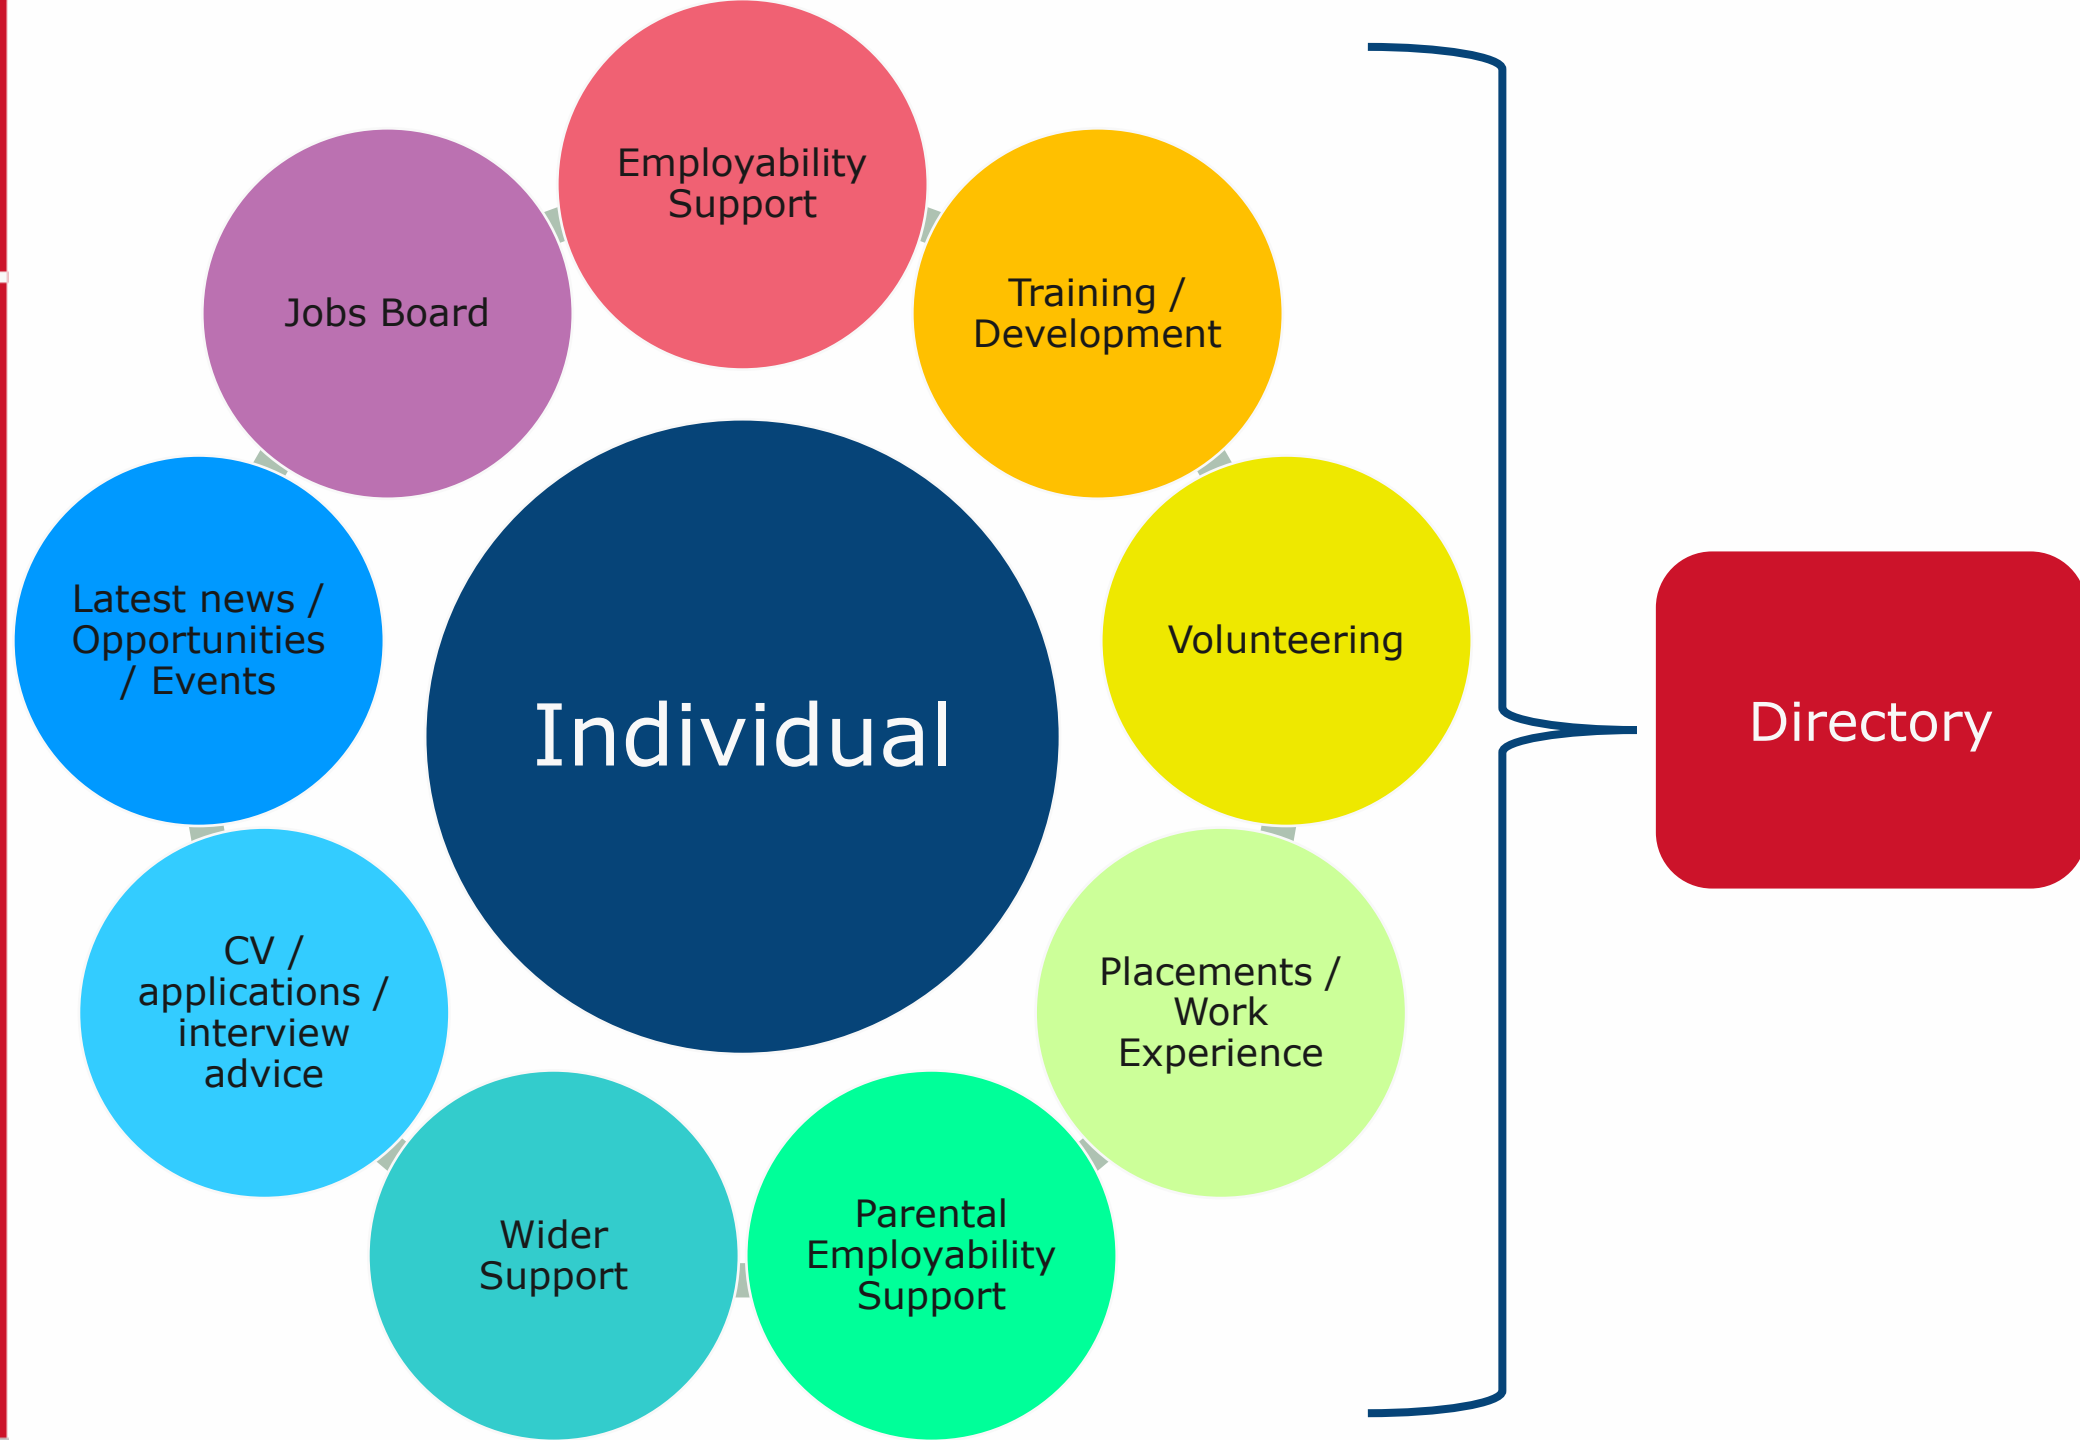 Employability
Support
Training /
Development
Volunteering
Placements /
Work
Experience
Parental
Employability
Support
Wider
Support
CV /
applications /
interview
advice
Latest news /
Opportunities
/ Events
Jobs Board
Individual
Directory